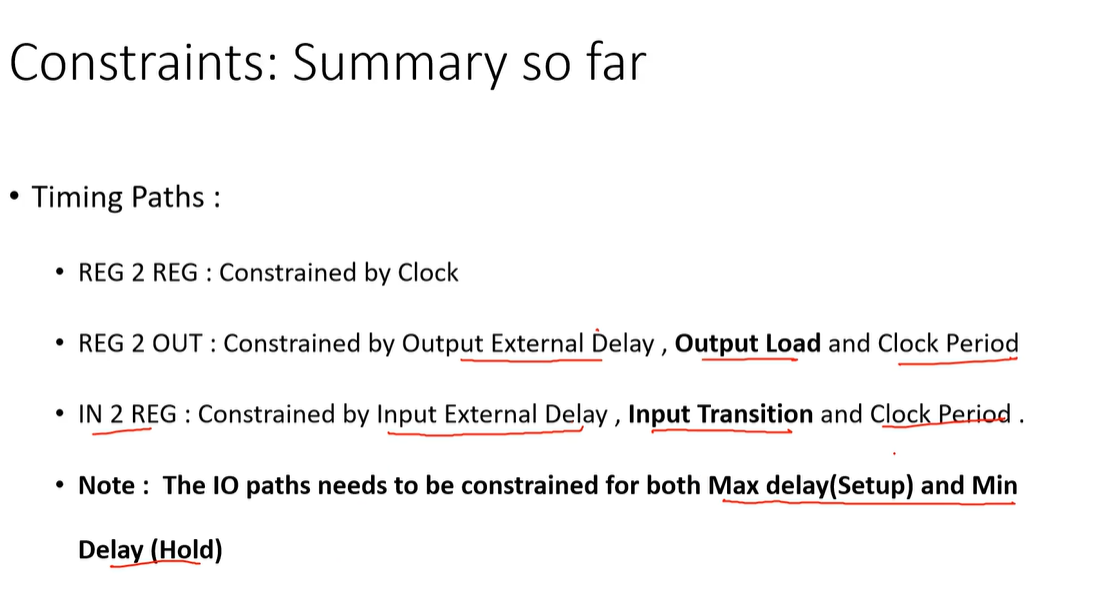 Constraints: Summary so far
• Timing Paths :
• REG 2 REG : Constrained by Clock
• REG 2 OUT : Constrained by Output External Delay , Output Load and Clock Period
• IN 2 REG : Constrained by Input External Delay , Input Transition and Clock Period .
• Note : The IO paths needs to be constrained for both Max delay(Setup) and Min
Delay (Hold)